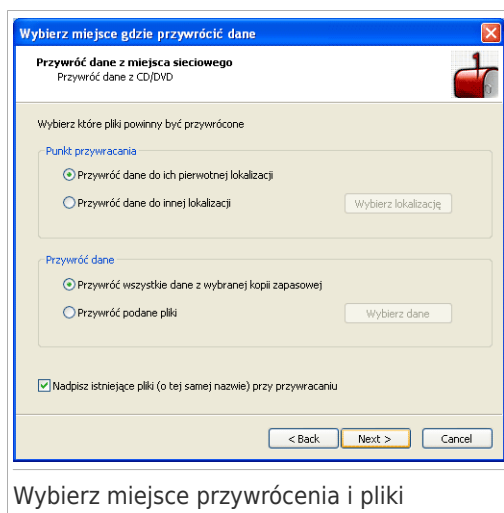 Wybierz miejsce gdzie przywrócić dane
Przywróć dane z miejsca sieciowego
Przywróć dane z CD/DVD
Wybierz które pliki powinny być przywrócone
Punkt przywracania
Przywróć dane do ich pierwotnej lokalizacji
Przywróć dane do innej lokalizacji
Wybierz lokalizację
Przywróć dane
Przywróć wszystkie dane z wybranej kopii zapasowej
Przywróć podane pliki
Wybierz dane
Nadpisz istniejące pliki (o tej samej nazwie) przy przywracaniu
< Back Next > Cancel
Wybierz miejsce przywrócenia i pliki